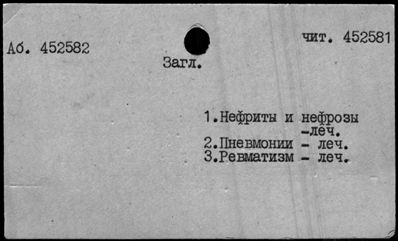 Аб. 452582
чит. 452581
Загл.
1.Нефриты и нефрозы
-леч.
2.Пневмонии - леч.
3.Ревматизм - леч.